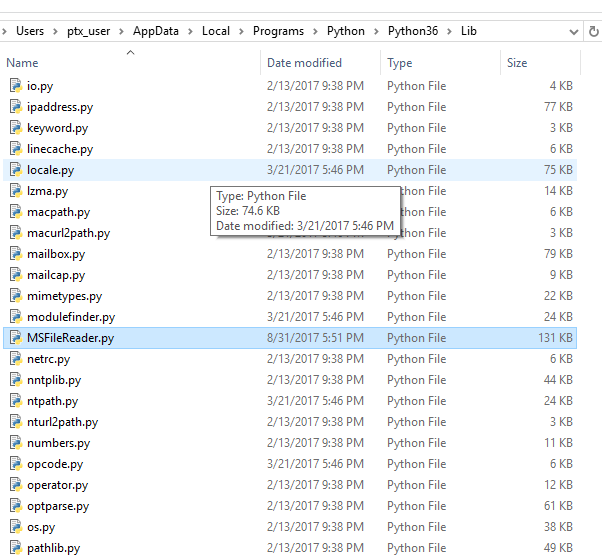 Users > ptx_user > AppData > Local > Programs > Python > Python36 > Lib
Name Date modified Type Size
io.py 2/13/2017 9:38 PM Python File 4 KB
ipaddress.py 2/13/2017 9:38 PM Python File 77 KB
keyword.py 2/13/2017 9:38 PM Python File 3 KB
linecache.py 2/13/2017 9:38 PM Python File 6 KB
locale.py 3/21/2017 5:46 PM Python File 75 KB
lzma.py Python File 14 KB
Type: Python File
macpath.py Python File 6 KB
Size: 74.6 KB
macurl2path.py Python File 3 KB
Date modified: 3/21/2017 5:46 PM
mailbox.py 2/13/2017 9:38 PM Python File 79 KB
mailcap.py 2/13/2017 9:38 PM Python File 9 KB
mimetypes.py 2/13/2017 9:38 PM Python File 22 KB
modulefinder.py 3/21/2017 5:46 PM Python File 24 KB
MSFileReader.py 8/31/2017 5:51 PM Python File 131 KB
netrc.py 2/13/2017 9:38 PM Python File 6 KB
nntplib.py 2/13/2017 9:38 PM Python File 44 KB
ntpath.py 3/21/2017 5:46 PM Python File 24 KB
nturl2path.py 2/13/2017 9:38 PM Python File 3 KB
numbers.py 2/13/2017 9:38 PM Python File 11 KB
opcode.py 3/21/2017 5:46 PM Python File 6 KB
operator.py 2/13/2017 9:38 PM Python File 12 KB
optparse.py 2/13/2017 9:38 PM Python File 61 KB
os.py 2/13/2017 9:38 PM Python File 38 KB
pathlib.py 2/13/2017 9:38 PM Python File 49 KB